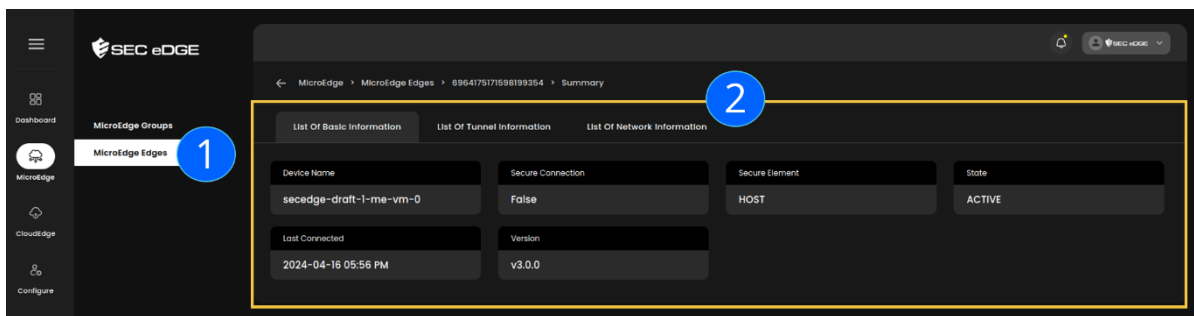 SEC eDGE
SEC eDGE
MicroEdge > MicroEdge Edges > 6964175171598199354 > Summary
2
Dashboard
MicroEdge Groups
List Of Basic Information
List Of Tunnel Information
List Of Network Information
MicroEdge Edges
1
MicroEdge
Device Name
Secure Connection
Secure Element
State
secedge-draft-1-me-vm-0
False
HOST
ACTIVE
CloudEdge
Last Connected
Version
2024-04-16 05:56 PM
v3.0.0
Configure